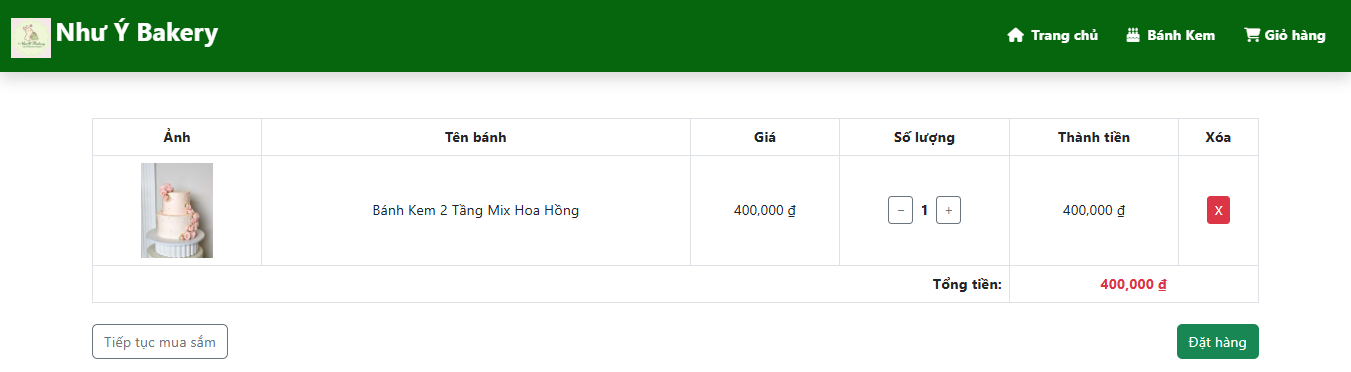 Như Ý Bakery
Trang chủ Bánh Kem Giỏ hàng
Ảnh Tên bánh Giá Số lượng Thành tiền Xóa
Bánh Kem 2 Tầng Mix Hoa Hồng 400,000 ₫ − 1 + 400,000 ₫ X
Tổng tiền: 400,000 ₫
Tiếp tục mua sắm Đặt hàng